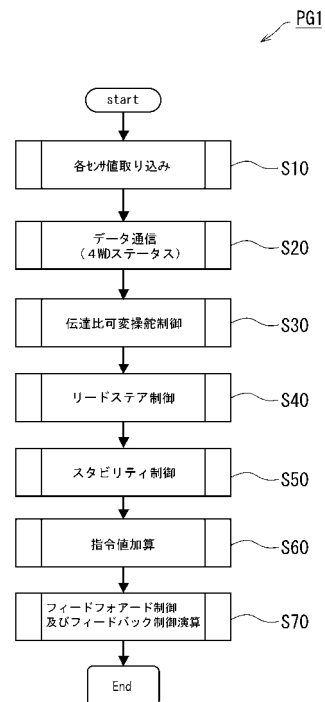 PG1
start
各センサ値取り込み
S10
データ通信
(4WDステータス)
S20
伝達比可変操舵制御
S30
リードステア制御
S40
スタビリティ制御
S50
指令値加算
S60
フィードフォアード制御
及びフィードバック制御演算
S70
End